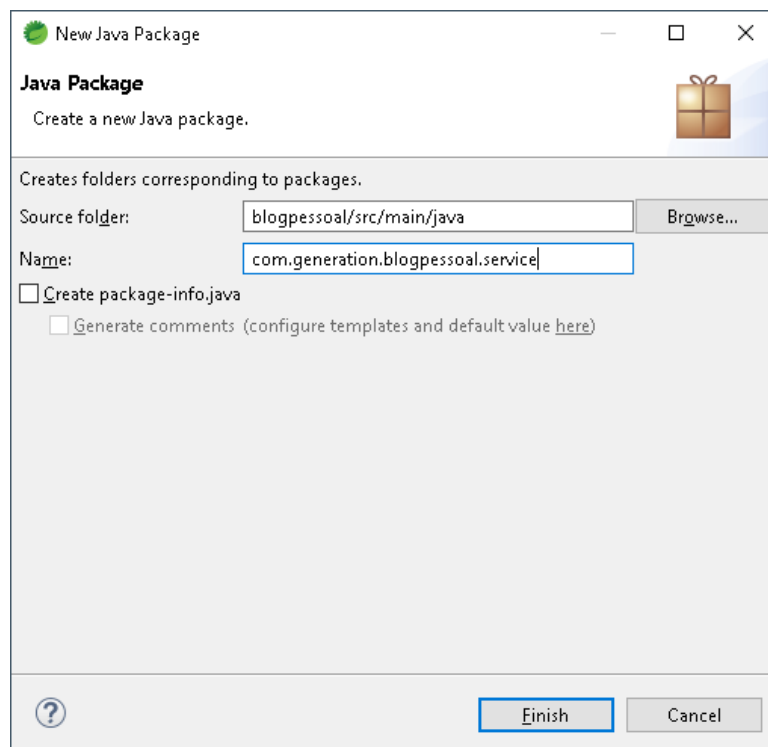 New Java Package
Java Package
Create a new Java package.
Creates folders corresponding to packages.
Source folder: blogpessoal/src/main/java Browse...
Name: com.generation.blogpessoal.service
Create package-info.java
Generate comments (configure templates and default value here)
? Finish Cancel